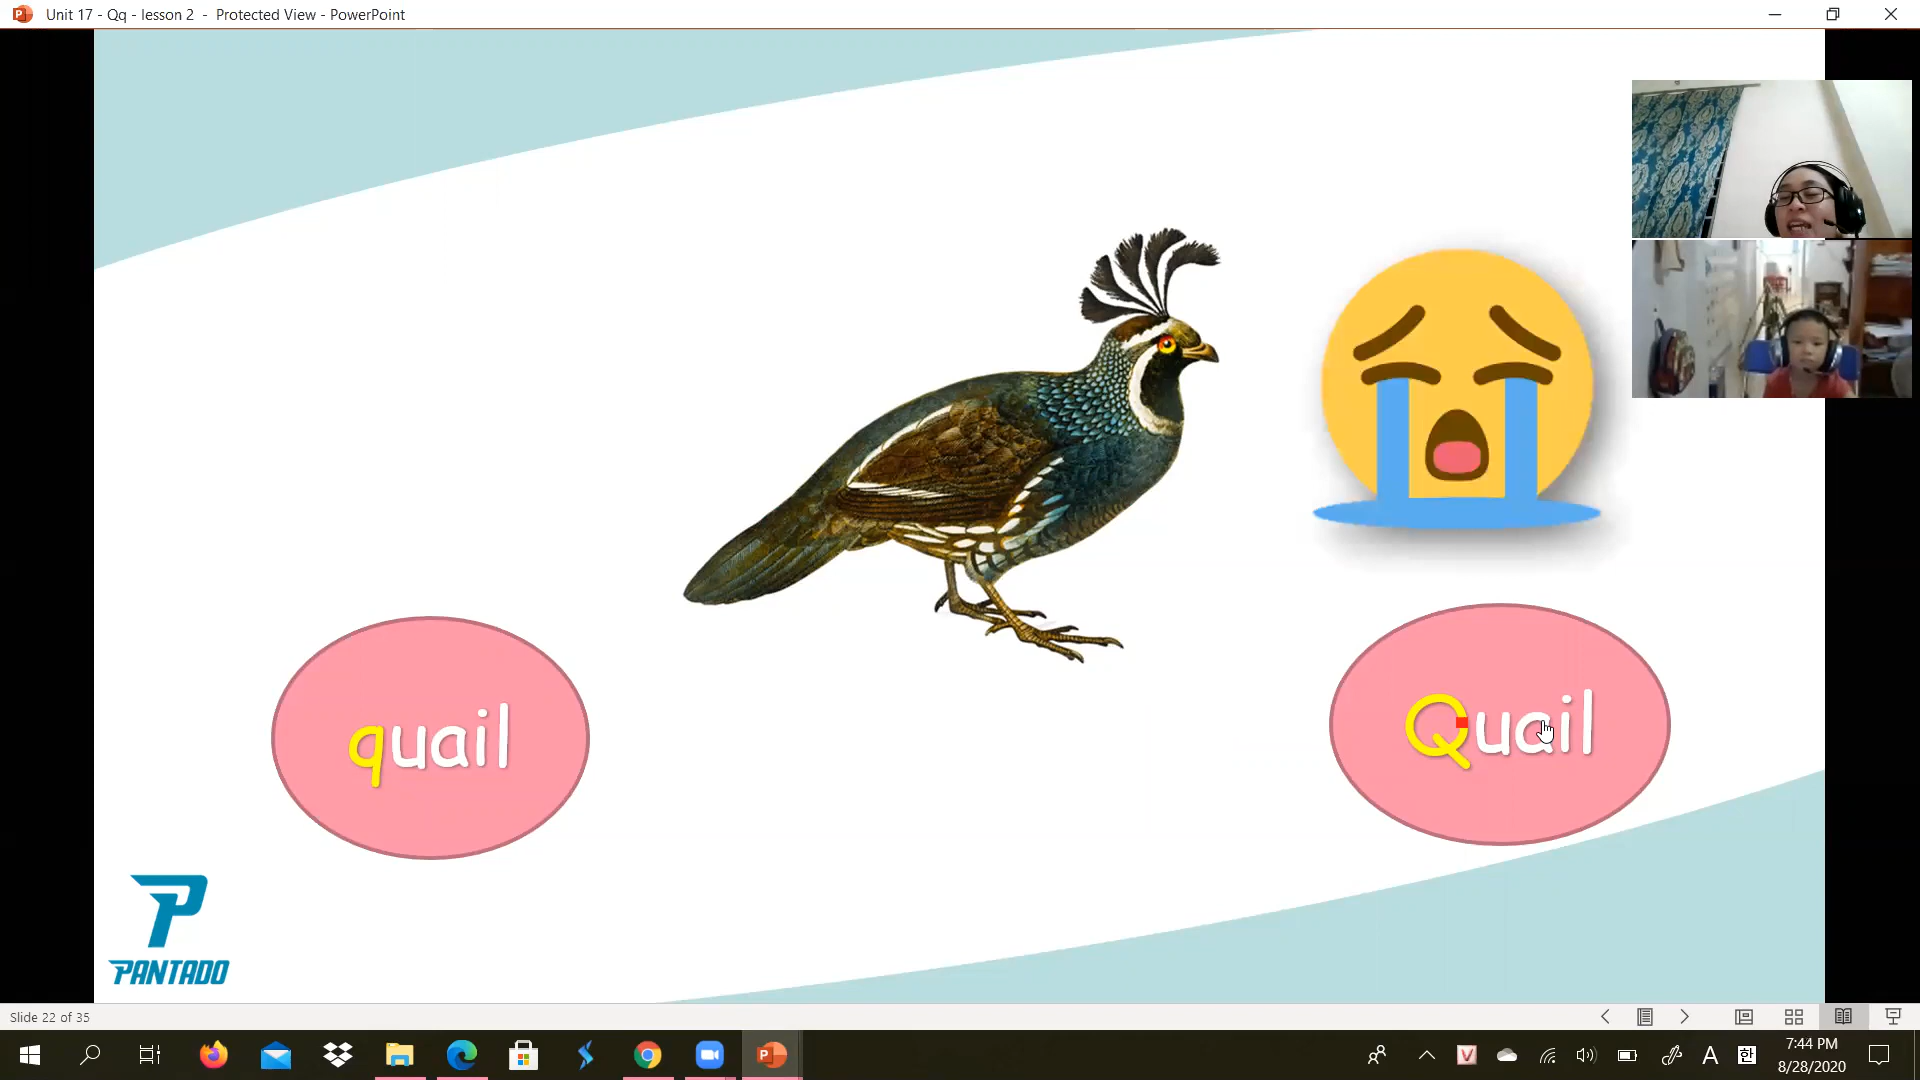 Unit 17 - Qq - lesson 2 - Protected View - PowerPoint
quail
Quail
PANTADO
Slide 22 of 35
A
한
7:44 PM
8/28/2020